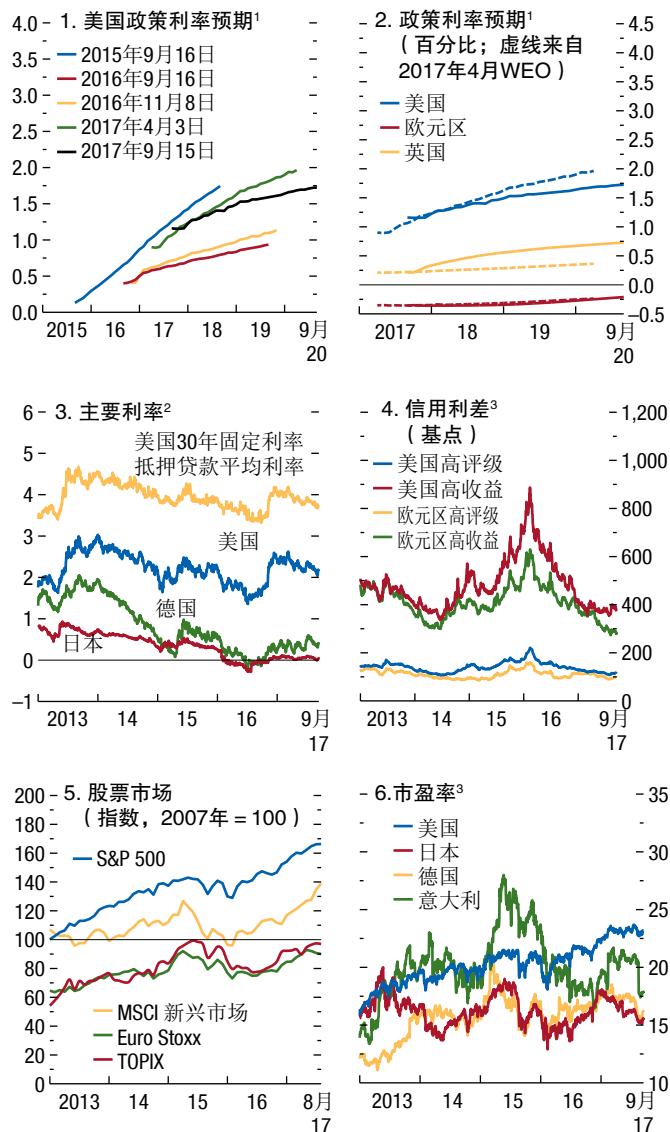 1. 美国政策利率预期¹
2015年9月16日
2016年9月16日
2016年11月8日
2017年4月3日
2017年9月15日
4.0
3.5
3.0
2.5
2.0
1.5
1.0
0.5
0.0
2015 16 17 18 19 9月
20
2. 政策利率预期¹
（百分比；虚线来自
2017年4月WEO）
美国
欧元区
英国
4.5
4.0
3.5
3.0
2.5
2.0
1.5
1.0
0.5
0.0
–0.5
2017 18 19 9月
20
3. 主要利率²
美国30年固定利率
抵押贷款平均利率
美国
德国
日本
6
5
4
3
2
1
0
–1
2013 14 15 16 9月
17
4. 信用利差³
（基点）
美国高评级
美国高收益
欧元区高评级
欧元区高收益
1,200
1,000
800
600
400
200
0
2013 14 15 16 9月
17
5. 股票市场
（指数，2007年 = 100）
S&P 500
MSCI 新兴市场
Euro Stoxx
TOPIX
200
180
160
140
120
100
80
60
40
20
0
2013 14 15 16 8月
17
6.市盈率³
美国
日本
德国
意大利
35
30
25
20
15
10
2013 14 15 16 9月
17